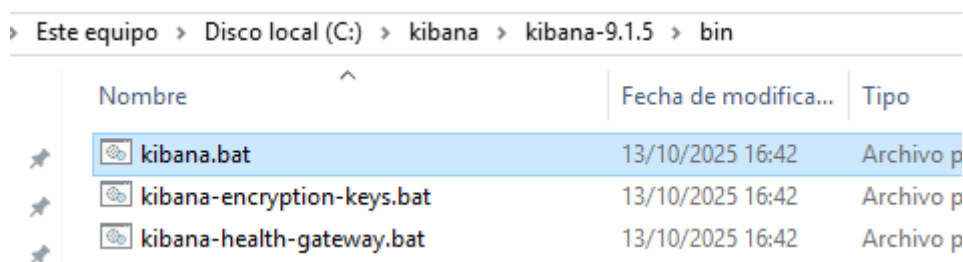 Este equipo > Disco local (C:) > kibana > kibana-9.1.5 > bin
Nombre Fecha de modifica... Tipo
kibana.bat 13/10/2025 16:42 Archivo p
kibana-encryption-keys.bat 13/10/2025 16:42 Archivo p
kibana-health-gateway.bat 13/10/2025 16:42 Archivo p